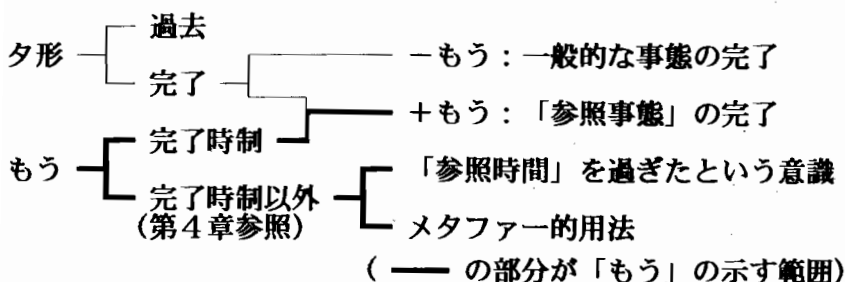 過去
タ形
－もう：一般的な事態の完了
完了
＋もう：「参照事態」の完了
完了時制
もう
「参照時間」を過ぎたという意識
完了時制以外
(第４章参照)
メタファー的用法
( ━━ の部分が「もう」の示す範囲)